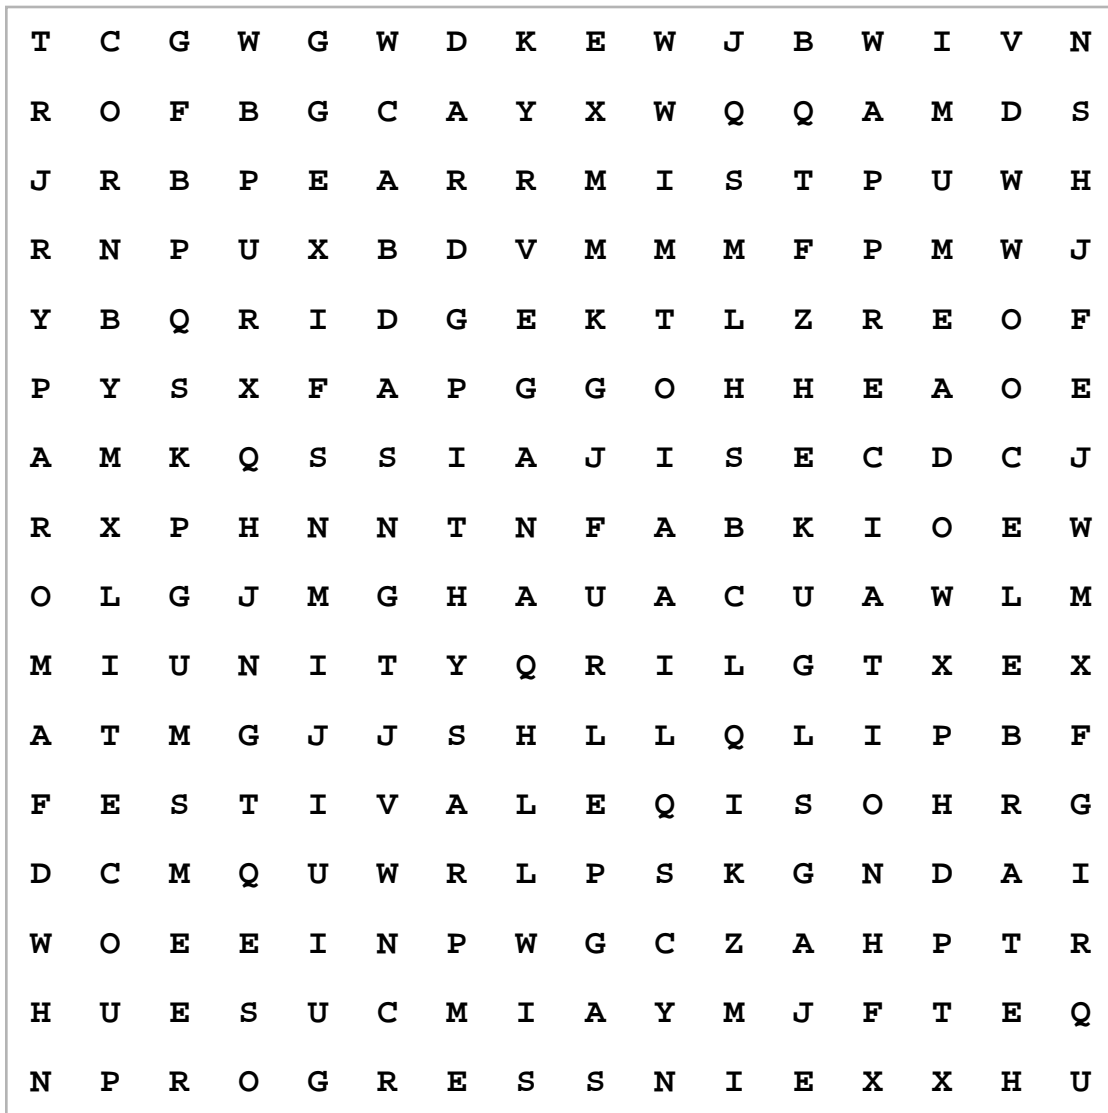 T C G W G W D K E W J B W I V N
R O F B G C A Y X W Q Q A M D S
J R B P E A R R M I S T P U W H
R N P U X B D V M M M F P M W J
Y B Q R I D G E K T L Z R E O F
P Y S X F A P G G O H H E A O E
A M K Q S S I A J I S E C D C J
R X P H N N T N F A B K I O E W
O L G J M G H A U A C U A W L M
M I U N I T Y Q R I L G T X E X
A T M G J J S H L L Q L I P B F
F E S T I V A L E Q I S O H R G
D C M Q U W R L P S K G N D A I
W O E E I N P W G C Z A H P T R
H U E S U C M I A Y M J F T E Q
N P R O G R E S S N I E X X H U